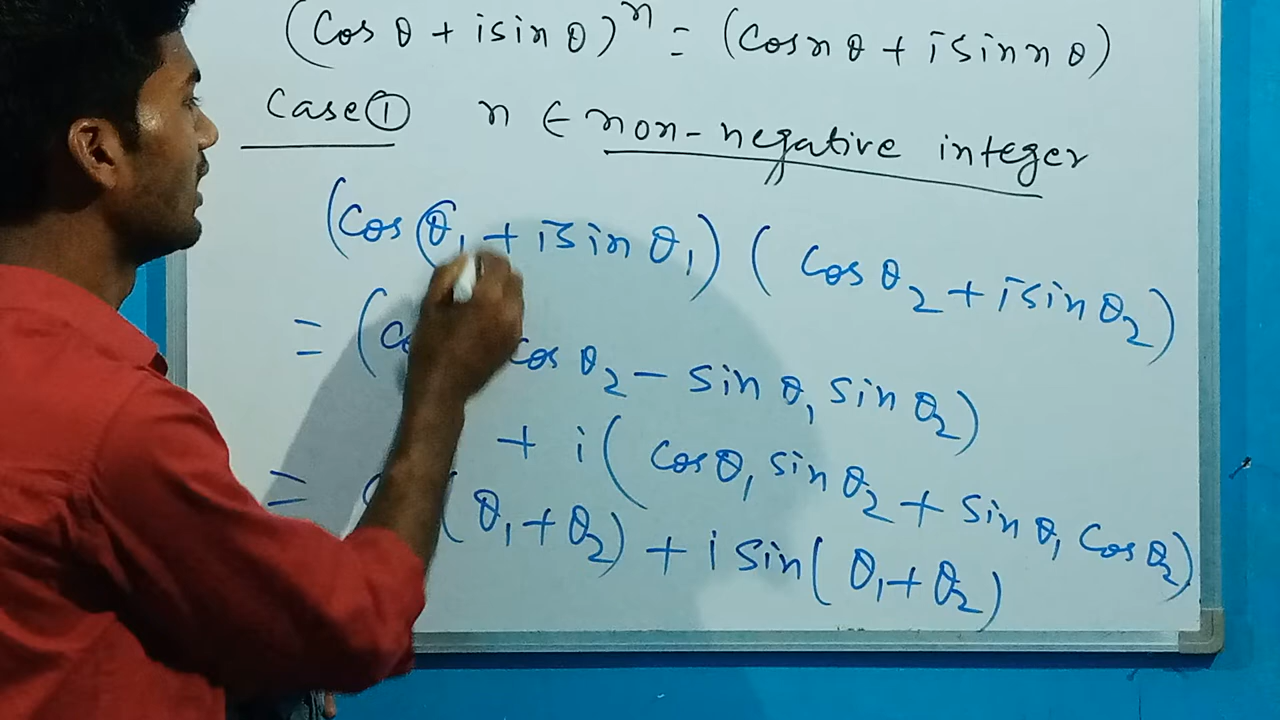 (Cos θ + i sin θ)ⁿ = (Cos n θ + i sin n θ)
Case ① n ∈ non-negative integer
(Cos θ₁ + i sin θ₁) ( Cos θ₂ + i sin θ₂)
= ( cos θ₂ - sin θ₁ sin θ₂)
+ i ( cos θ₁ sin θ₂ + sin θ₁ cos θ₂)
= (θ₁ + θ₂) + i sin( θ₁ + θ₂)